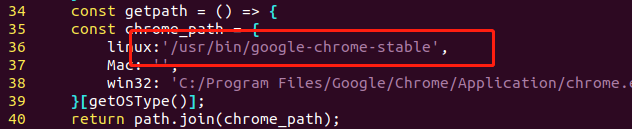 34 const getpath = () => {
35 const chrome_path = {
36 linux:'/usr/bin/google-chrome-stable',
37 Mac: '',
38 win32: 'C:/Program Files/Google/Chrome/Application/chrome.e
39 }[getOSType()];
40 return path.join(chrome_path);